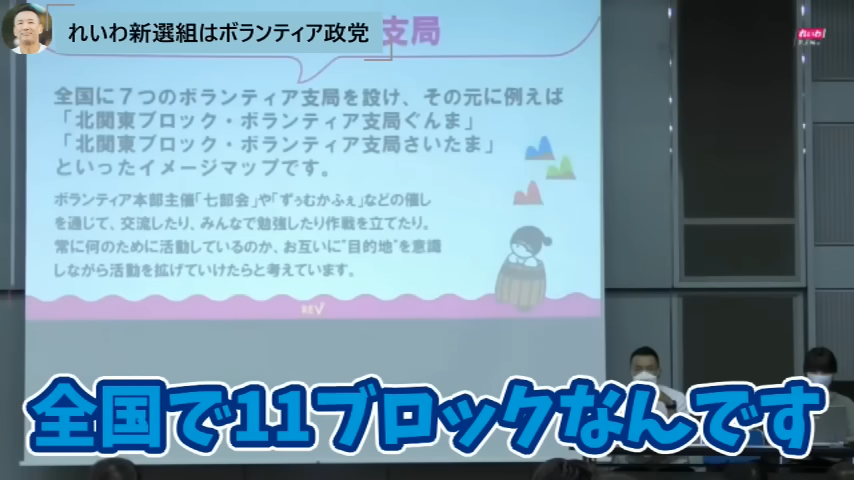 れいわ新選組はボランティア政党
支局
れいわ
全国に７つのボランティア支局を設け、その元に例えば
「北関東ブロック・ボランティア支局ぐんま」
「北関東ブロック・ボランティア支局さいたま」
といったイメージマップです。
ボランティア本部主催「七部会」や「ずぅむかふぇ」などの催し
を通じて、交流したり、みんなで勉強したり作戦を立てたり。
常に何のために活動しているのか、お互いに"目的地"を意識
しながら活動を拡げていけたらと考えています。
REV
全国で11ブロックなんです